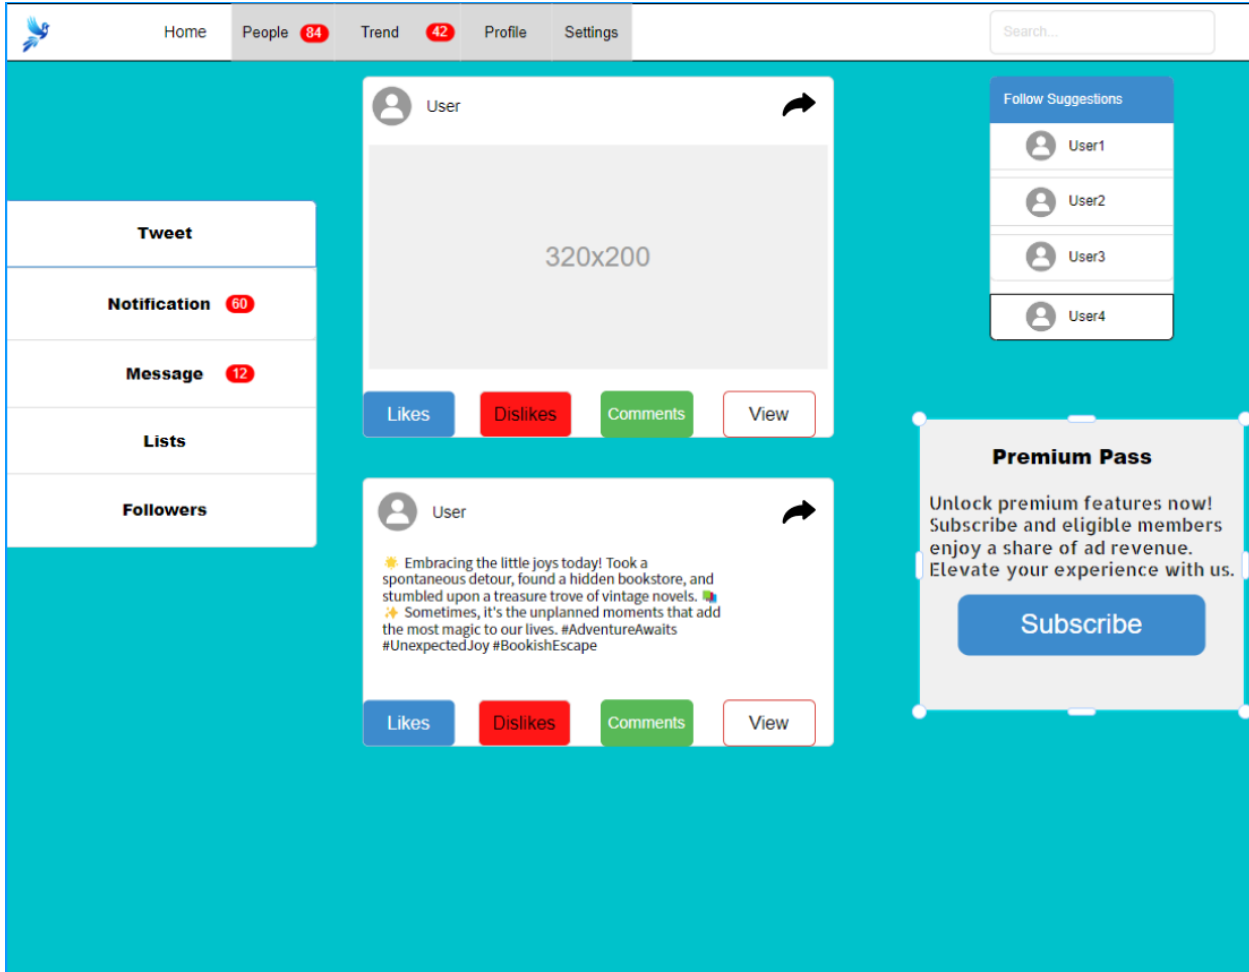 Home
People 84
Trend 42
Profile
Settings
Search...
Tweet
Notification 60
Message 12
Lists
Followers
User
320x200
Likes
Dislikes
Comments
View
User
Embracing the little joys today! Took a
spontaneous detour, found a hidden bookstore, and
stumbled upon a treasure trove of vintage novels. 
Sometimes, it's the unplanned moments that add
the most magic to our lives. #AdventureAwaits
#UnexpectedJoy #BookishEscape
Likes
Dislikes
Comments
View
Follow Suggestions
User1
User2
User3
User4
Premium Pass
Unlock premium features now!
Subscribe and eligible members
enjoy a share of ad revenue.
Elevate your experience with us.
Subscribe